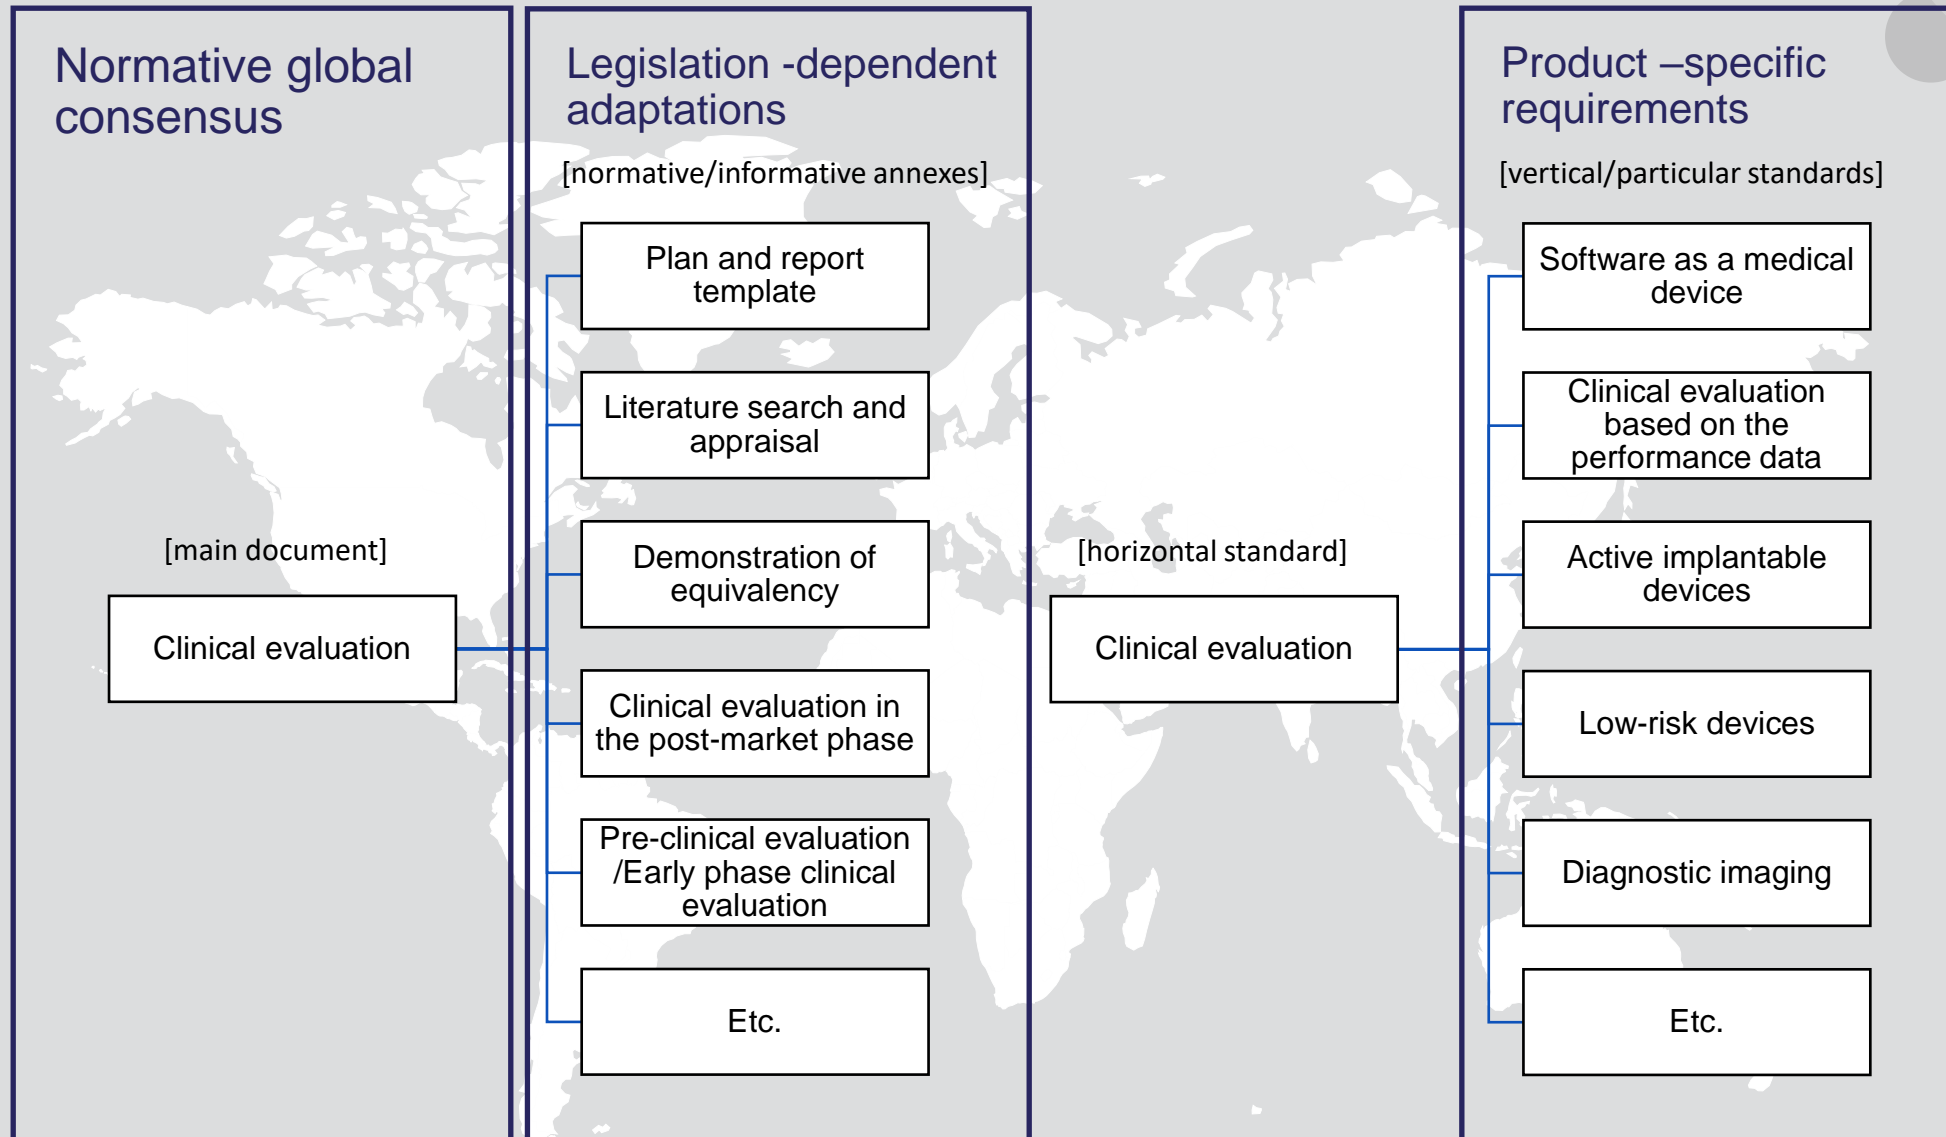 Normative global
consensus
[main document]
Clinical evaluation
Legislation -dependent
adaptations
[normative/informative annexes]
Plan and report
template
Literature search and
appraisal
Demonstration of
equivalency
Clinical evaluation in
the post-market phase
Pre-clinical evaluation
/Early phase clinical
evaluation
Etc.
[horizontal standard]
Clinical evaluation
Product –specific
requirements
[vertical/particular standards]
Software as a medical
device
Clinical evaluation
based on the
performance data
Active implantable
devices
Low-risk devices
Diagnostic imaging
Etc.